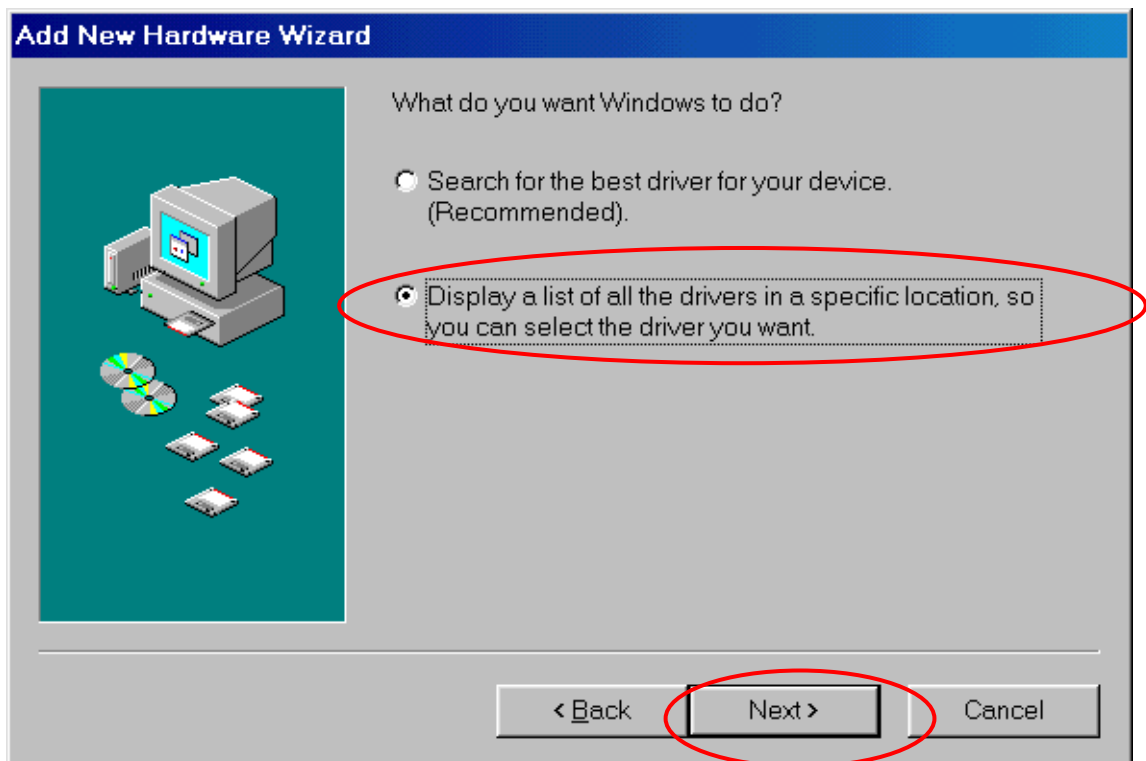 Add New Hardware Wizard
What do you want Windows to do?
Search for the best driver for your device.
(Recommended).
Display a list of all the drivers in a specific location, so
you can select the driver you want.
< Back
Next >
Cancel